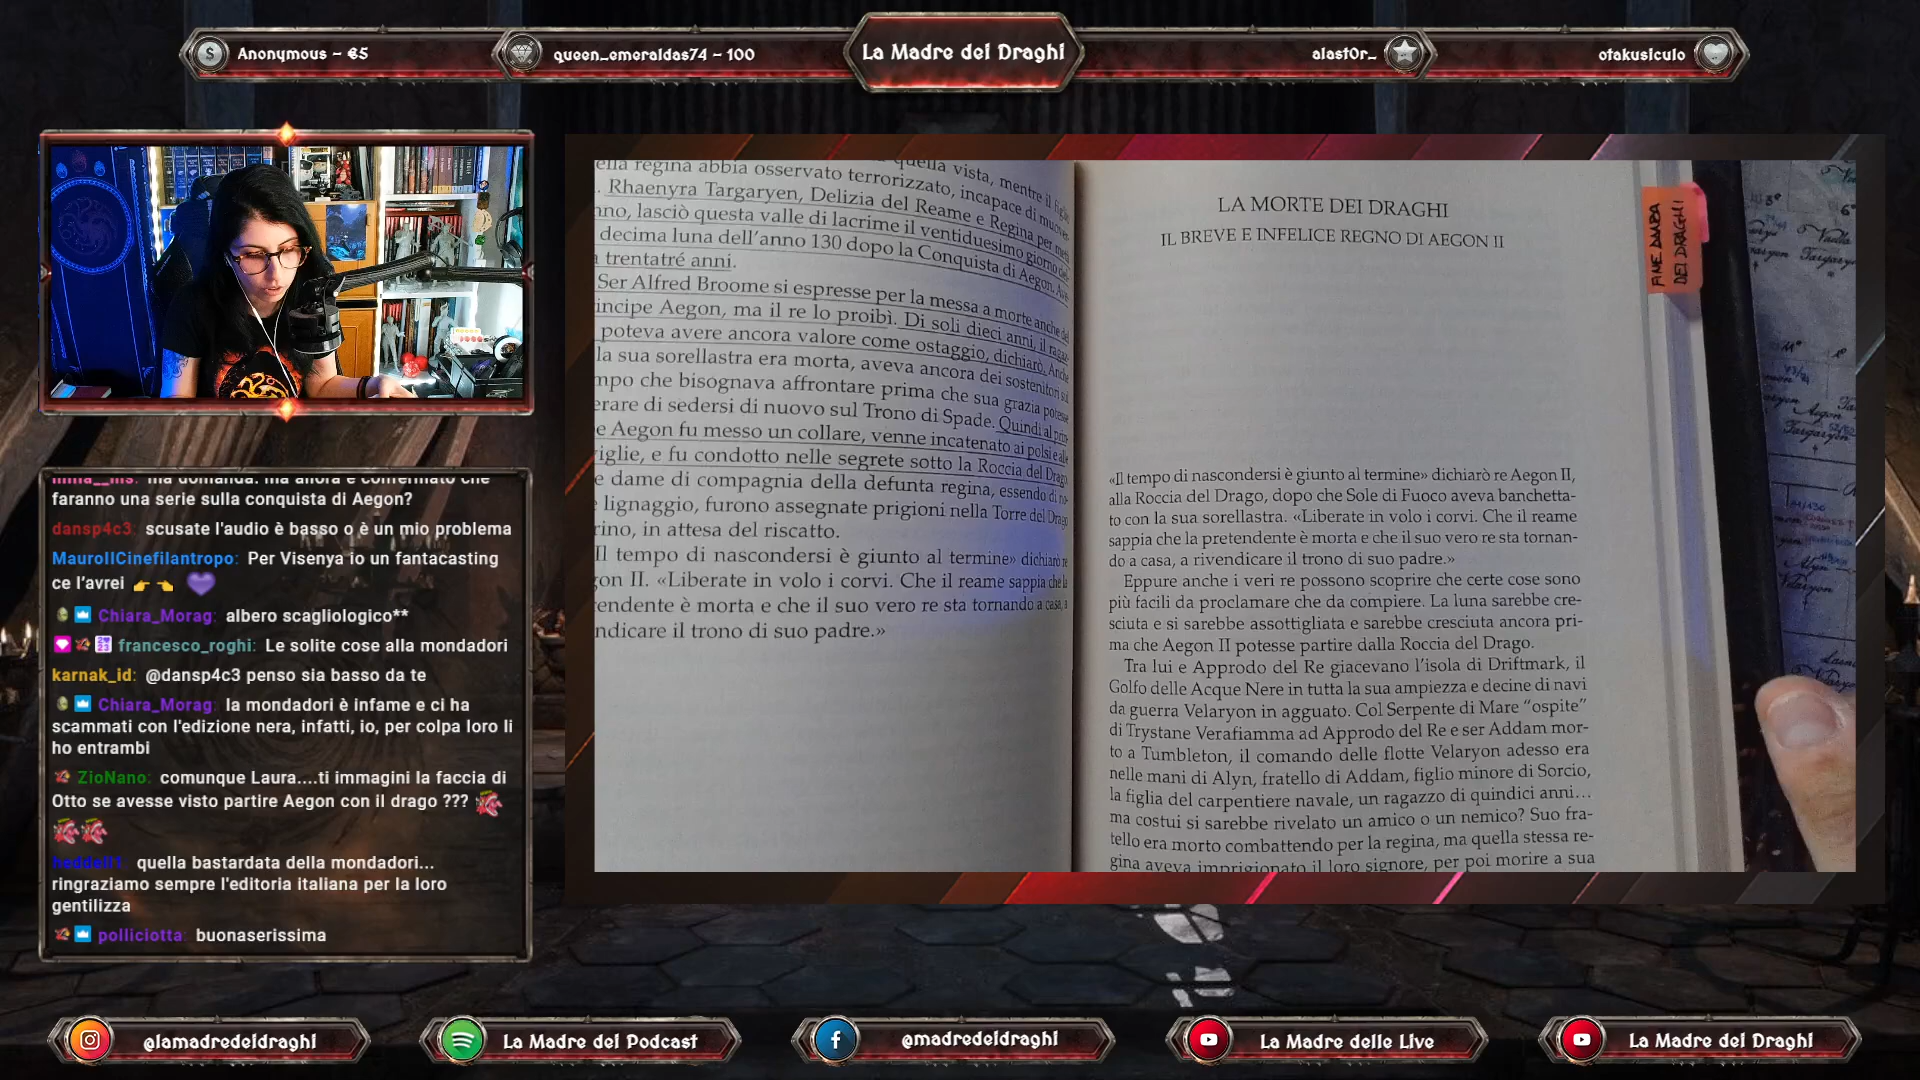 Anonymous - €5
queen_emeraldas74 - 100
La Madre dei Draghi
alast0r_
otakusiculo
faranno una serie sulla conquista di Aegon?
dansp4c3: scusate l'audio è basso o è un mio problema
MauroIlCinefilantropo: Per Visenya io un fantacasting
ce l'avrei
Chiara_Morag: albero scagliologico**
francesco_roghi: Le solite cose alla mondadori
karnak_id: @dansp4c3 penso sia basso da te
Chiara_Morag: la mondadori è infame e ci ha
scammati con l'edizione nera, infatti, io, per colpa loro li
ho entrambi
ZioNano: comunque Laura....ti immagini la faccia di
Otto se avesse visto partire Aegon con il drago ???
heddell1: quella bastardata della mondadori...
ringraziamo sempre l'editoria italiana per la loro
gentilizza
polliciotta: buonaserissima
ella regina abbia osservato terrorizzato, incapace di
quella vista, mentre il
. Rhaenyra Targaryen, Delizia del Reame e Regina per
nno, lasciò questa valle di lacrime il ventiduesimo giorno
decima luna dell'anno 130 dopo la Conquista di Aegon.
trentatré anni.
Ser Alfred Broome si espresse per la messa a morte anche del
incipe Aegon, ma il re lo proibì. Di soli dieci anni, il
poteva avere ancora valore come ostaggio, dichiarò.
la sua sorellastra era morta, aveva ancora dei sostenitori
mpo che bisognava affrontare prima che sua grazia
erare di sedersi di nuovo sul Trono di Spade. Quindi al
e Aegon fu messo un collare, venne incatenato ai polsi e
iglie, e fu condotto nelle segrete sotto la Roccia del Drago
e dame di compagnia della defunta regina, essendo di
lignaggio, furono assegnate prigioni nella Torre del Drago
rino, in attesa del riscatto.
Il tempo di nascondersi è giunto al termine» dichiarò re
gon II. «Liberate in volo i corvi. Che il reame sappia che la
endente è morta e che il suo vero re sta tornando a casa, a
ndicare il trono di suo padre.»
LA MORTE DEI DRAGHI
IL BREVE E INFELICE REGNO DI AEGON II
«Il tempo di nascondersi è giunto al termine» dichiarò re Aegon II,
alla Roccia del Drago, dopo che Sole di Fuoco aveva banchetta-
to con la sua sorellastra. «Liberate in volo i corvi. Che il reame
sappia che la pretendente è morta e che il suo vero re sta tornan-
do a casa, a rivendicare il trono di suo padre.»
Eppure anche i veri re possono scoprire che certe cose sono
più facili da proclamare che da compiere. La luna sarebbe cre-
sciuta e si sarebbe assottigliata e sarebbe cresciuta ancora pri-
ma che Aegon II potesse partire dalla Roccia del Drago.
Tra lui e Approdo del Re giacevano l'isola di Driftmark, il
Golfo delle Acque Nere in tutta la sua ampiezza e decine di navi
da guerra Velaryon in agguato. Col Serpente di Mare “ospite”
di Trystane Verafiamma ad Approdo del Re e ser Addam mor-
to a Tumbleton, il comando delle flotte Velaryon adesso era
nelle mani di Alyn, fratello di Addam, figlio minore di Sorcio,
la figlia del carpentiere navale, un ragazzo di quindici anni...
ma costui si sarebbe rivelato un amico o un nemico? Suo fra-
tello era morto combattendo per la regina, ma quella stessa re-
gina aveva imprigionato il loro signore, per poi morire a sua
FINE DANZA
DEI DRAGHI
Aegon
Targaryen
@lamadredeidraghi
La Madre del Podcast
@madredeidraghi
La Madre delle Live
La Madre dei Draghi